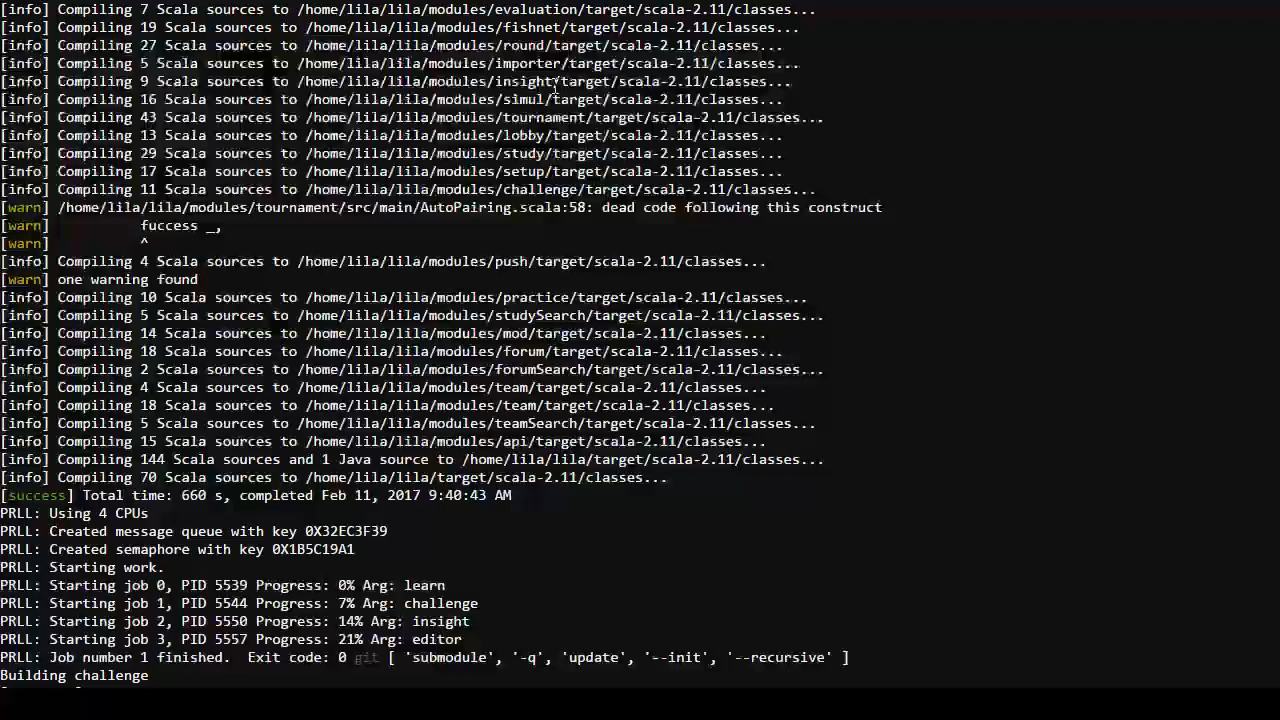 [info] Compiling 7 Scala sources to /home/lila/lila/modules/evaluation/target/scala-2.11/classes...
[info] Compiling 19 Scala sources to /home/lila/lila/modules/fishnet/target/scala-2.11/classes...
[info] Compiling 27 Scala sources to /home/lila/lila/modules/round/target/scala-2.11/classes...
[info] Compiling 5 Scala sources to /home/lila/lila/modules/importer/target/scala-2.11/classes...
[info] Compiling 9 Scala sources to /home/lila/lila/modules/insight/target/scala-2.11/classes...
[info] Compiling 16 Scala sources to /home/lila/lila/modules/simul/target/scala-2.11/classes...
[info] Compiling 43 Scala sources to /home/lila/lila/modules/tournament/target/scala-2.11/classes...
[info] Compiling 13 Scala sources to /home/lila/lila/modules/lobby/target/scala-2.11/classes...
[info] Compiling 29 Scala sources to /home/lila/lila/modules/study/target/scala-2.11/classes...
[info] Compiling 17 Scala sources to /home/lila/lila/modules/setup/target/scala-2.11/classes...
[info] Compiling 11 Scala sources to /home/lila/lila/modules/challenge/target/scala-2.11/classes...
[warn] /home/lila/lila/modules/tournament/src/main/AutoPairing.scala:58: dead code following this construct
[warn] fuccess _,
[warn] ^
[info] Compiling 4 Scala sources to /home/lila/lila/modules/push/target/scala-2.11/classes...
[warn] one warning found
[info] Compiling 10 Scala sources to /home/lila/lila/modules/practice/target/scala-2.11/classes...
[info] Compiling 5 Scala sources to /home/lila/lila/modules/studySearch/target/scala-2.11/classes...
[info] Compiling 14 Scala sources to /home/lila/lila/modules/mod/target/scala-2.11/classes...
[info] Compiling 18 Scala sources to /home/lila/lila/modules/forum/target/scala-2.11/classes...
[info] Compiling 2 Scala sources to /home/lila/lila/modules/forumSearch/target/scala-2.11/classes...
[info] Compiling 4 Scala sources to /home/lila/lila/modules/team/target/scala-2.11/classes...
[info] Compiling 18 Scala sources to /home/lila/lila/modules/team/target/scala-2.11/classes...
[info] Compiling 5 Scala sources to /home/lila/lila/modules/teamSearch/target/scala-2.11/classes...
[info] Compiling 15 Scala sources to /home/lila/lila/modules/api/target/scala-2.11/classes...
[info] Compiling 144 Scala sources and 1 Java source to /home/lila/lila/target/scala-2.11/classes...
[info] Compiling 70 Scala sources to /home/lila/lila/target/scala-2.11/classes...
[success] Total time: 660 s, completed Feb 11, 2017 9:40:43 AM
PRLL: Using 4 CPUs
PRLL: Created message queue with key 0X32EC3F39
PRLL: Created semaphore with key 0X1B5C19A1
PRLL: Starting work.
PRLL: Starting job 0, PID 5539 Progress: 0% Arg: learn
PRLL: Starting job 1, PID 5544 Progress: 7% Arg: challenge
PRLL: Starting job 2, PID 5550 Progress: 14% Arg: insight
PRLL: Starting job 3, PID 5557 Progress: 21% Arg: editor
PRLL: Job number 1 finished. Exit code: 0 git [ 'submodule', '-q', 'update', '--init', '--recursive' ]
Building challenge